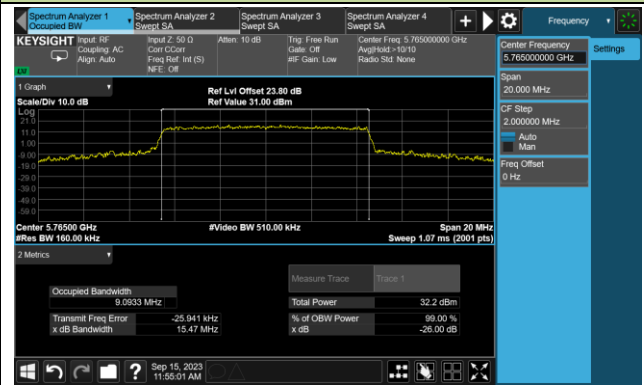 Spectrum Analyzer 1
Occupied BW
Spectrum Analyzer 2
Swept SA
Spectrum Analyzer 3
Swept SA
Spectrum Analyzer 4
Swept SA
+
Frequency
KEYSIGHT
Input: RF
Coupling: AC
Align: Auto
Input Z: 50 Ω
Corr CCorr
Freq Ref: Int (S)
NFE: Off
Atten: 10 dB
Trig: Free Run
Gate: Off
#IF Gain: Low
Center Freq: 5.765000000 GHz
Avg|Hold:>10/10
Radio Std: None
LXI
1 Graph
Scale/Div 10.0 dB
Ref Lvl Offset 23.80 dB
Ref Value 31.00 dBm
Log
21.0
11.0
1.00
-9.00
-19.0
-29.0
-39.0
-49.0
-59.0
Center 5.76500 GHz
#Res BW 160.00 kHz
#Video BW 510.00 kHz
Span 20 MHz
Sweep 1.07 ms (2001 pts)
2 Metrics
Measure Trace
Trace 1
Occupied Bandwidth
9.0933 MHz
Total Power
32.2 dBm
Transmit Freq Error
-25.941 kHz
% of OBW Power
99.00 %
x dB Bandwidth
15.47 MHz
x dB
-26.00 dB
Center Frequency
5.765000000 GHz
Settings
Span
20.000 MHz
CF Step
2.000000 MHz
Auto
Man
Freq Offset
0 Hz
?
Sep 15, 2023
11:55:01 AM